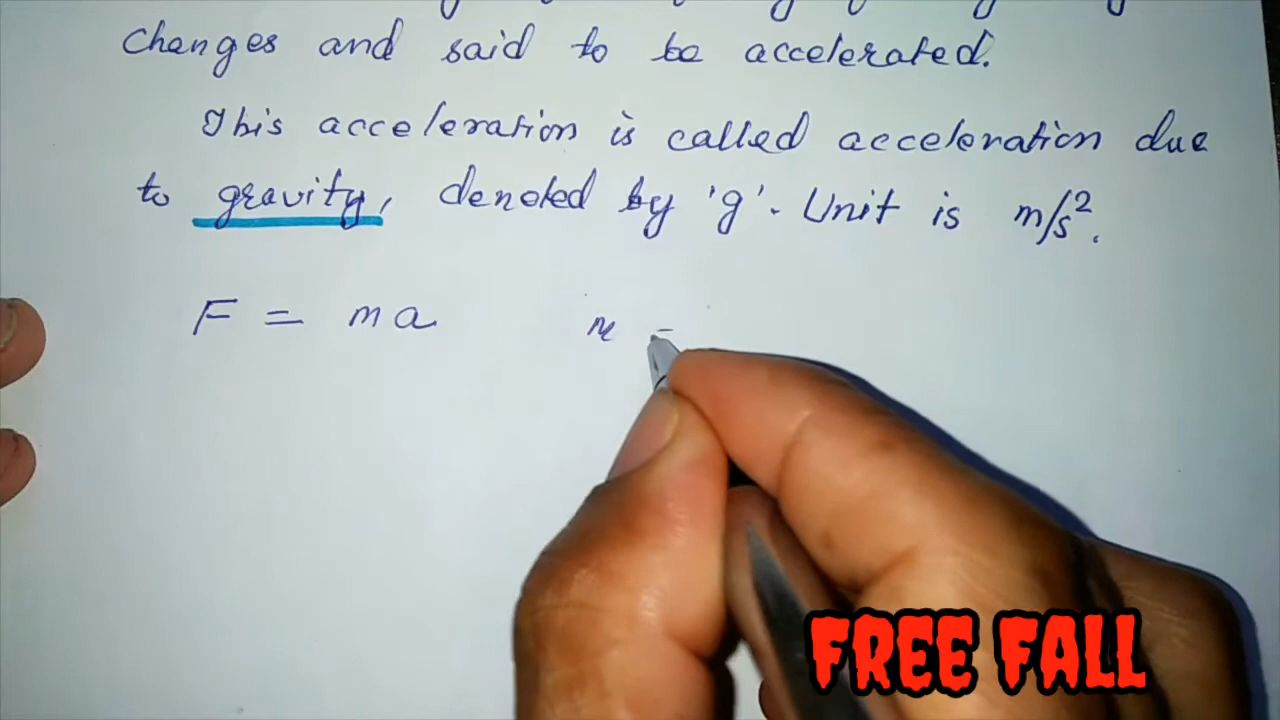 changes and said to be accelerated.
This acceleration is called acceleration due
to gravity, denoted by 'g'. Unit is m/s².
F = ma
FREE FALL